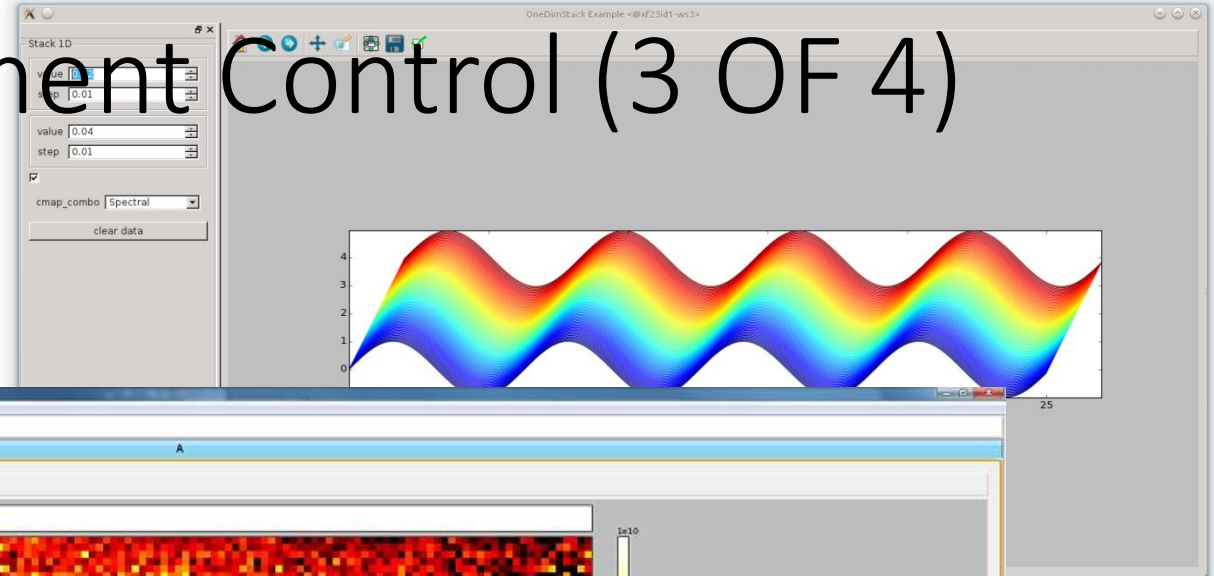 OneDimStack Example <@xf23id1-ws3>
nent Control (3 OF 4)
Stack 1D
value
step 0.01
value 0.04
step 0.01
cmap_combo Spectral
clear data
4
3
2
1
0
25
A
1e10